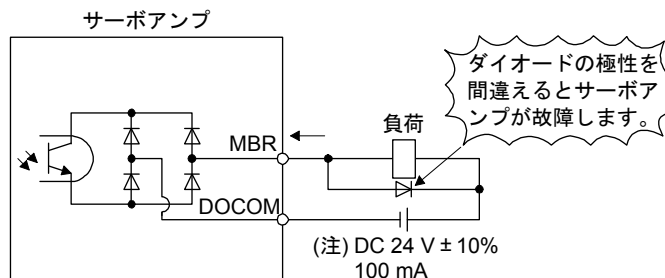 サーボアンプ
ダイオードの極性を
間違えるとサーボア
ンプが故障します。
負荷
MBR
DOCOM
(注) DC 24 V ± 10%
100 mA